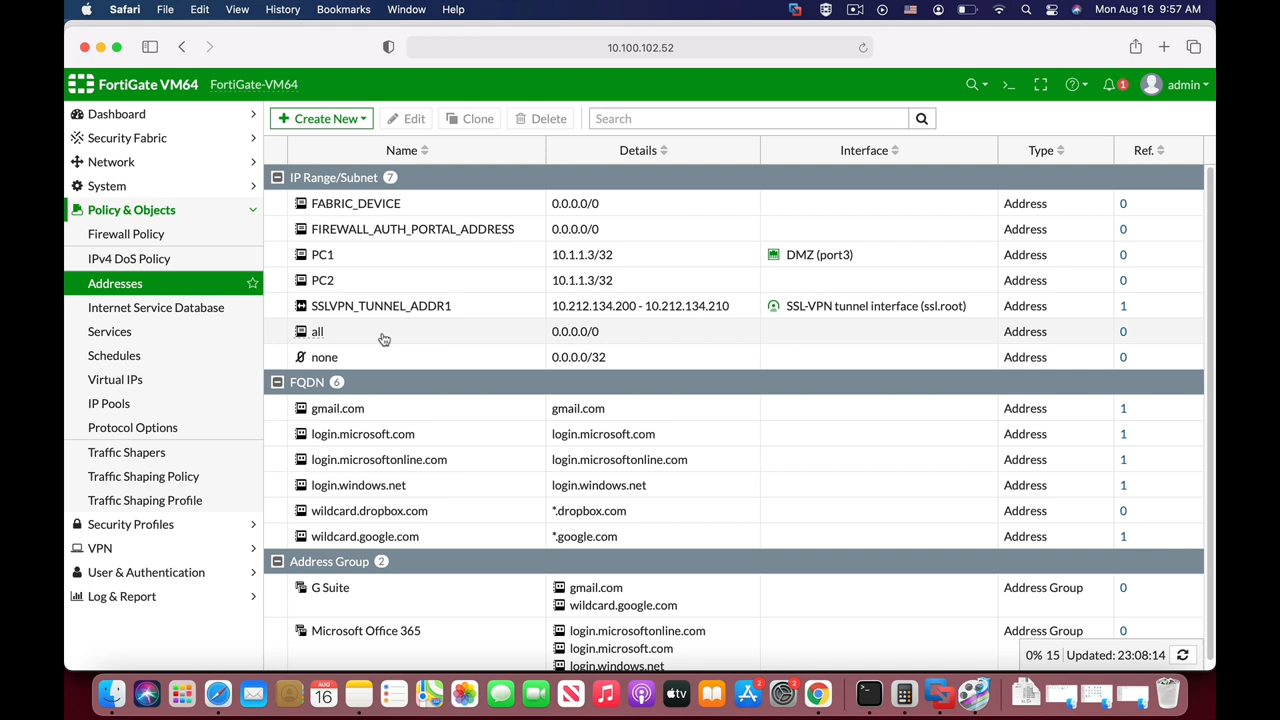 Safari File Edit View History Bookmarks Window Help Mon Aug 16 9:57 AM
10.100.102.52
FortiGate VM64 FortiGate-VM64 1 admin
Dashboard
Security Fabric
Network
System
Policy & Objects
Firewall Policy
IPv4 DoS Policy
Addresses
Internet Service Database
Services
Schedules
Virtual IPs
IP Pools
Protocol Options
Traffic Shapers
Traffic Shaping Policy
Traffic Shaping Profile
Security Profiles
VPN
User & Authentication
Log & Report
+ Create New Edit Clone Delete Search
Name Details Interface Type Ref.
IP Range/Subnet 7
FABRIC_DEVICE 0.0.0.0/0 Address 0
FIREWALL_AUTH_PORTAL_ADDRESS 0.0.0.0/0 Address 0
PC1 10.1.1.3/32 DMZ (port3) Address 0
PC2 10.1.1.3/32 Address 0
SSLVPN_TUNNEL_ADDR1 10.212.134.200 - 10.212.134.210 SSL-VPN tunnel interface (ssl.root) Address 1
all 0.0.0.0/0 Address 0
none 0.0.0.0/32 Address 0
FQDN 6
gmail.com gmail.com Address 1
login.microsoft.com login.microsoft.com Address 1
login.microsoftonline.com login.microsoftonline.com Address 1
login.windows.net login.windows.net Address 1
wildcard.dropbox.com *.dropbox.com Address 0
wildcard.google.com *.google.com Address 1
Address Group 2
G Suite gmail.com Address Group 0
wildcard.google.com
Microsoft Office 365 login.microsoftonline.com Address Group 0
login.microsoft.com
login.windows.net
0% 15 Updated: 23:08:14
AUG 16 tv 2 2